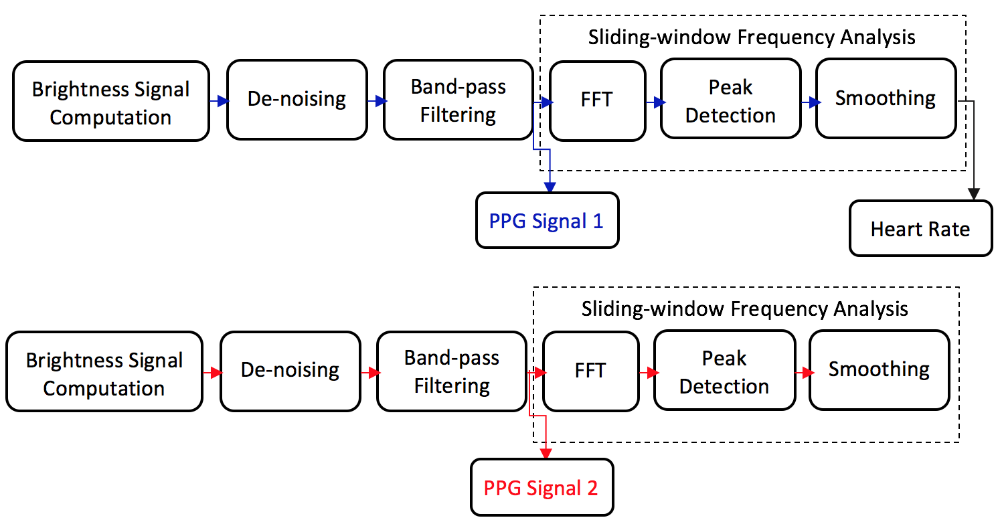 Sliding-window Frequency Analysis
Brightness Signal
Computation
De-noising
Band-pass
Filtering
FFT
Peak
Detection
Smoothing
PPG Signal 1
Heart Rate
Sliding-window Frequency Analysis
Brightness Signal
Computation
De-noising
Band-pass
Filtering
FFT
Peak
Detection
Smoothing
PPG Signal 2